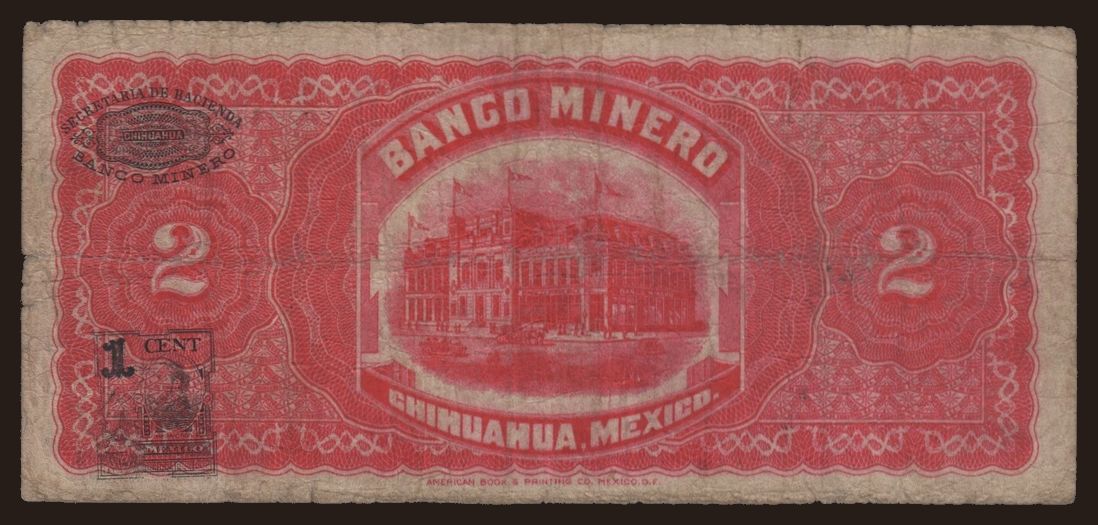 SECRETARIA DE HACIENDA
CHIHUAHUA
BANCO MINERO
BANCO MINERO
2
2
1 CENT
MEXICO
CHIHUAHUA, MEXICO.
AMERICAN BOOK & PRINTING CO. MEXICO. D.F.